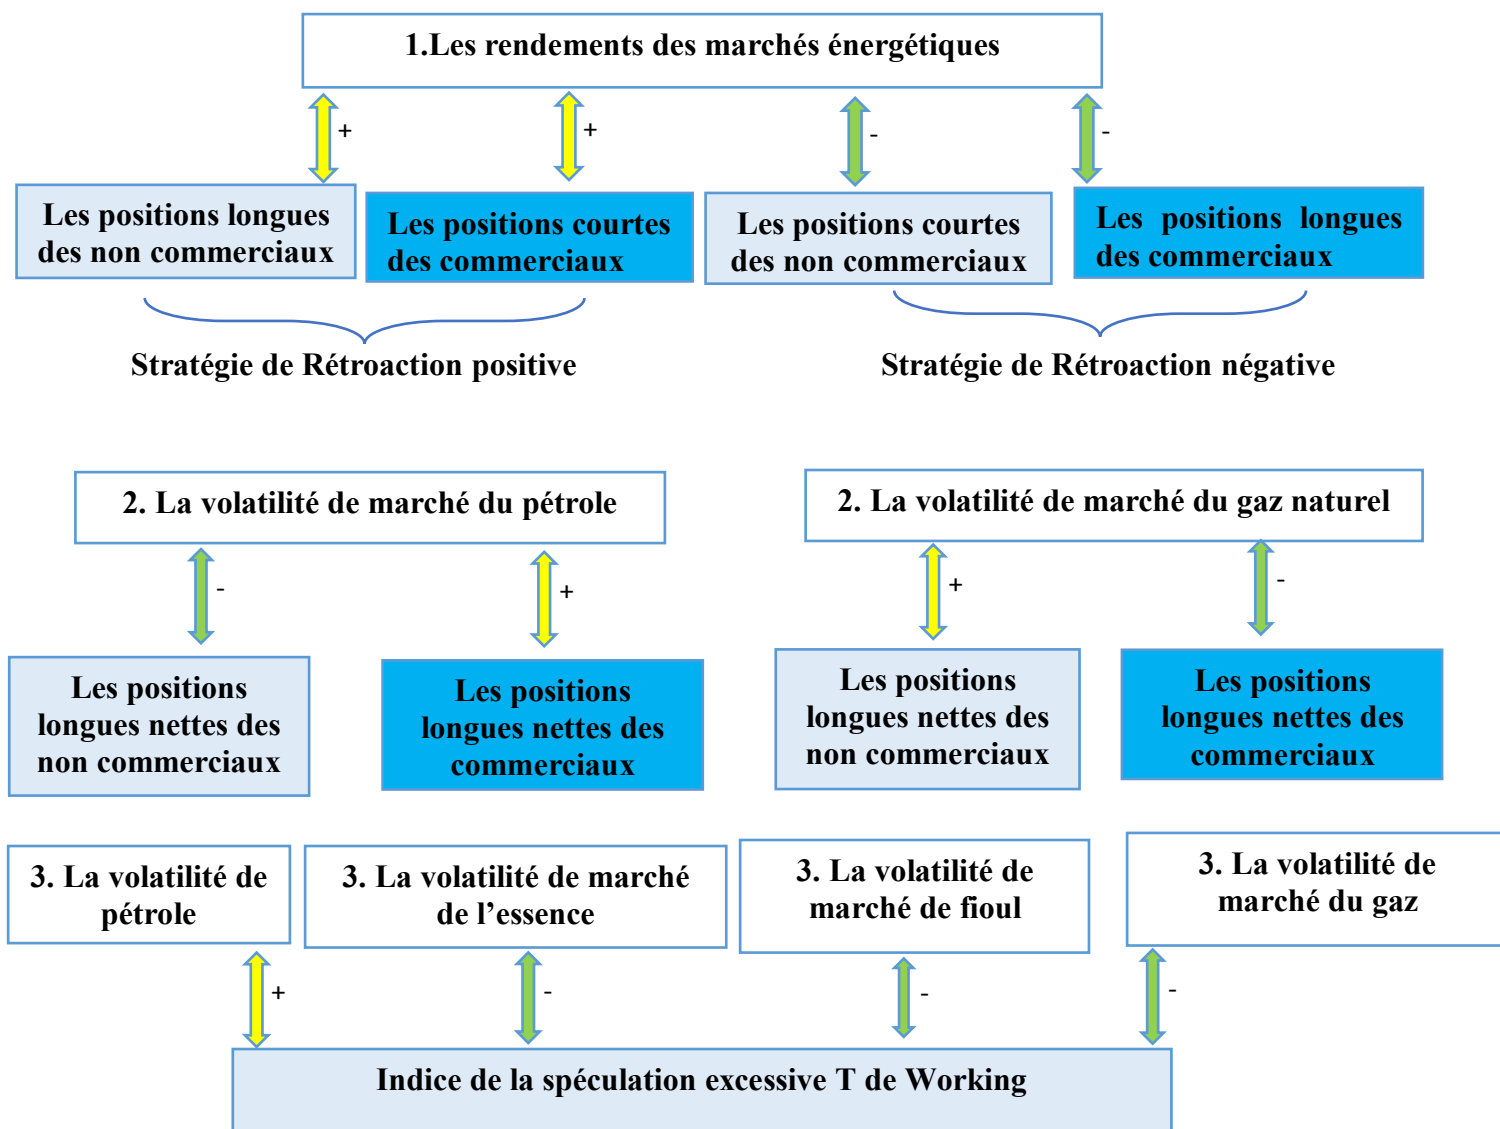 1.Les rendements des marchés énergétiques
+
+
-
-
Les positions longues
des non commerciaux
Les positions courtes
des commerciaux
Les positions courtes
des non commerciaux
Les positions longues
des commerciaux
Stratégie de Rétroaction positive
Stratégie de Rétroaction négative
2. La volatilité de marché du pétrole
2. La volatilité de marché du gaz naturel
-
+
+
-
Les positions
longues nettes des
non commerciaux
Les positions
longues nettes des
commerciaux
Les positions
longues nettes des
non commerciaux
Les positions
longues nettes des
commerciaux
3. La volatilité de
pétrole
3. La volatilité de marché
de l’essence
3. La volatilité de
marché de fioul
3. La volatilité de
marché du gaz
+
-
-
-
Indice de la spéculation excessive T de Working